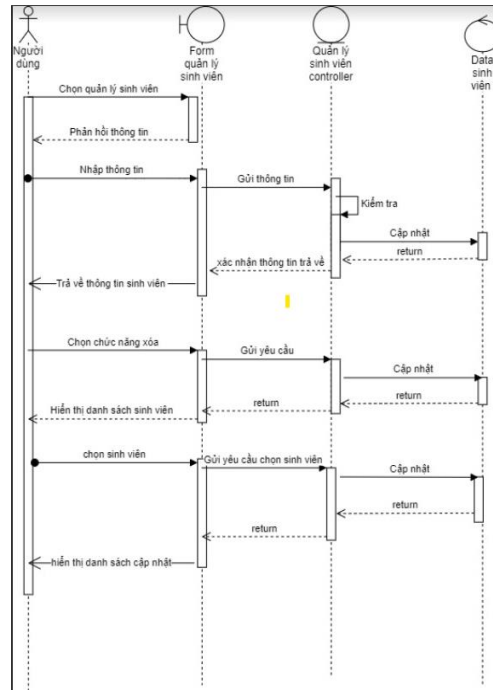 Người
dùng
Form
quản lý
sinh viên
Quản lý
sinh viên
controller
Data
sinh
viên
Chọn quản lý sinh viên
Phản hồi thông tin
Nhập thông tin
Gửi thông tin
Kiểm tra
Cập nhật
return
xác nhận thông tin trả về
Trả về thông tin sinh viên
Chọn chức năng xóa
Gửi yêu cầu
Cập nhật
return
return
Hiển thị danh sách sinh viên
chọn sinh viên
Gửi yêu cầu chọn sinh viên
Cập nhật
return
return
hiển thị danh sách cập nhật